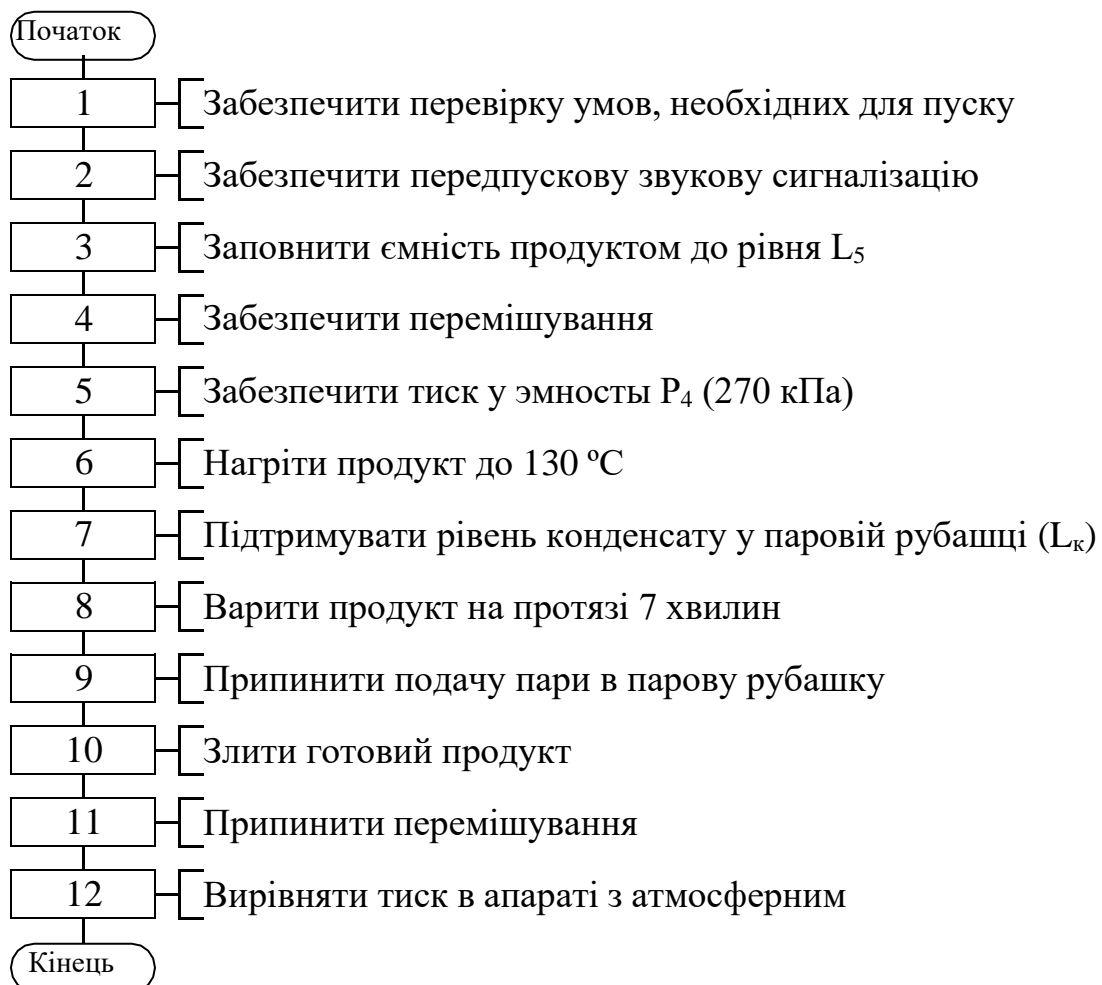 Початок
1 Забезпечити перевірку умов, необхідних для пуску
2 Забезпечити передпускову звукову сигналізацію
3 Заповнити ємність продуктом до рівня L₅
4 Забезпечити перемішування
5 Забезпечити тиск у эмносты P₄ (270 кПа)
6 Нагріти продукт до 130 ºС
7 Підтримувати рівень конденсату у паровій рубашці (Lк)
8 Варити продукт на протязі 7 хвилин
9 Припинити подачу пари в парову рубашку
10 Злити готовий продукт
11 Припинити перемішування
12 Вирівняти тиск в апараті з атмосферним
Кінець